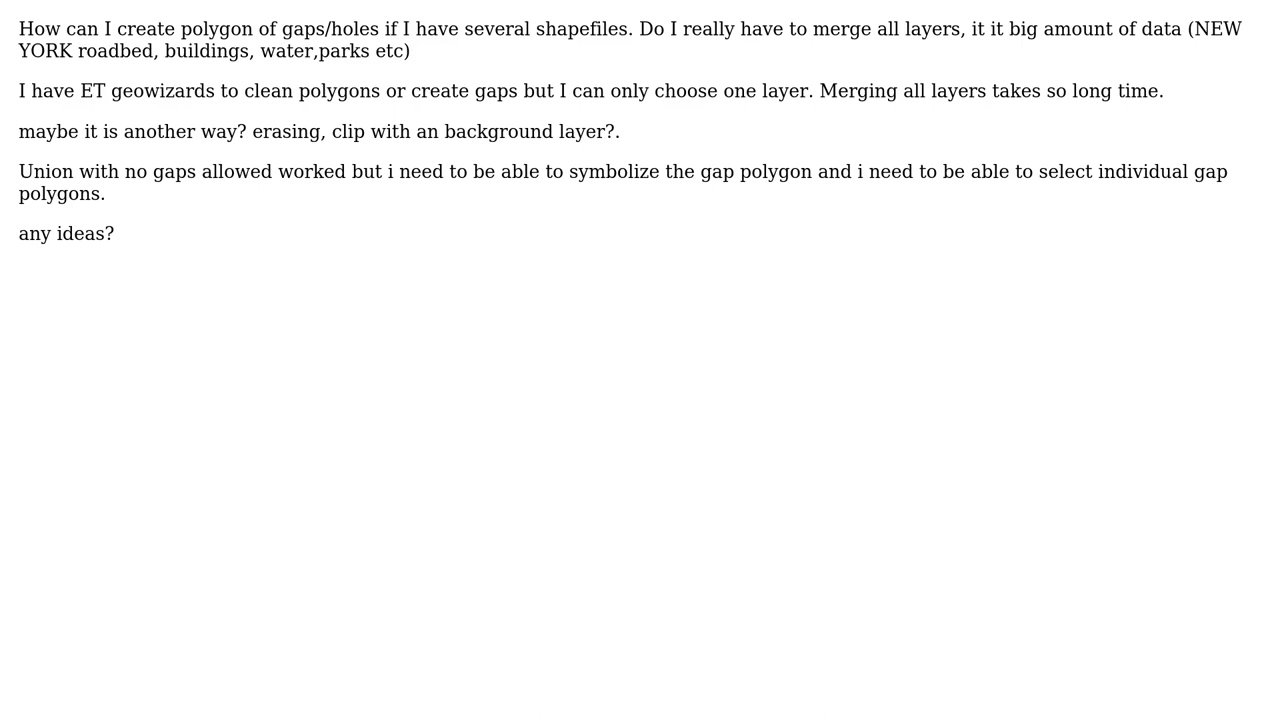 How can I create polygon of gaps/holes if I have several shapefiles. Do I really have to merge all layers, it it big amount of data (NEW
YORK roadbed, buildings, water,parks etc)
I have ET geowizards to clean polygons or create gaps but I can only choose one layer. Merging all layers takes so long time.
maybe it is another way? erasing, clip with an background layer?.
Union with no gaps allowed worked but i need to be able to symbolize the gap polygon and i need to be able to select individual gap
polygons.
any ideas?